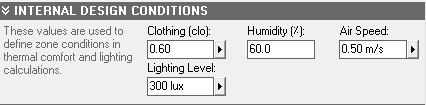 INTERNAL DESIGN CONDITIONS
These values are used to
define zone conditions in
thermal comfort and lighting
calculations.
Clothing (clo): Humidity (%): Air Speed:
0.60 60.0 0.50 m/s
Lighting Level:
300 lux